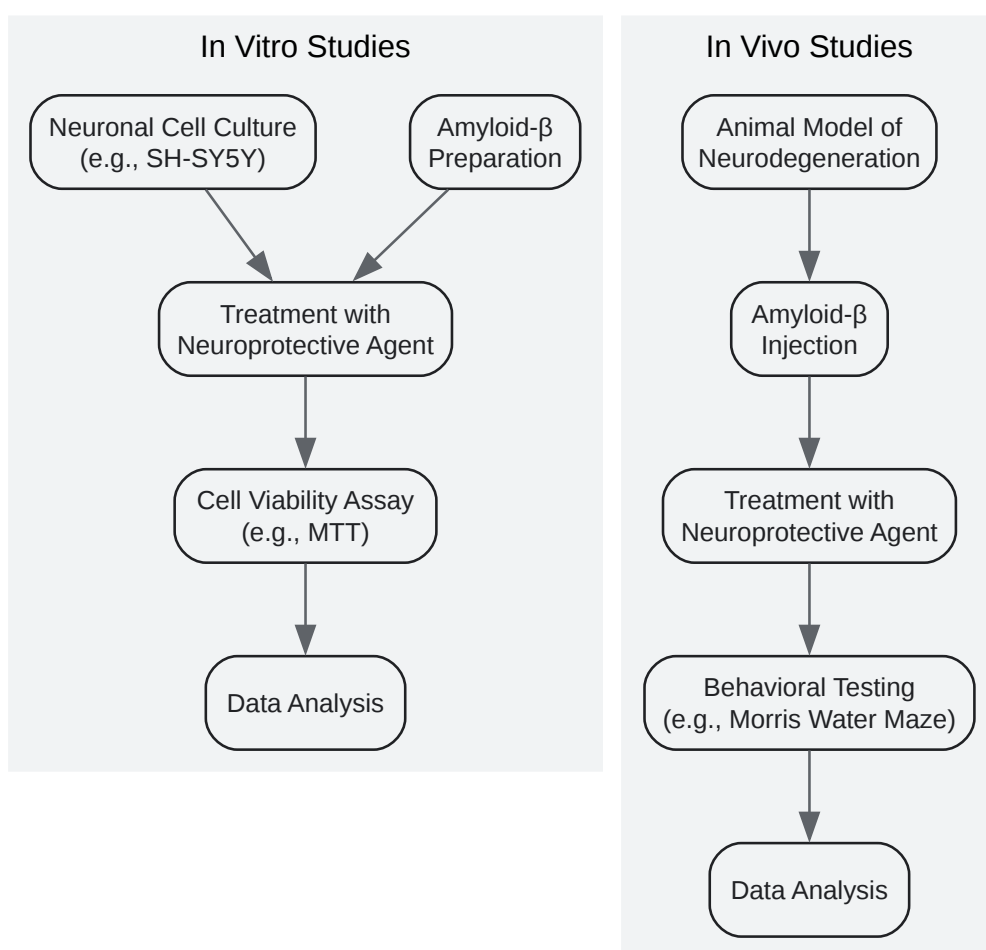 In Vitro Studies
Neuronal Cell Culture
(e.g., SH-SY5Y)
Amyloid-β
Preparation
Treatment with
Neuroprotective Agent
Cell Viability Assay
(e.g., MTT)
Data Analysis
In Vivo Studies
Animal Model of
Neurodegeneration
Amyloid-β
Injection
Treatment with
Neuroprotective Agent
Behavioral Testing
(e.g., Morris Water Maze)
Data Analysis